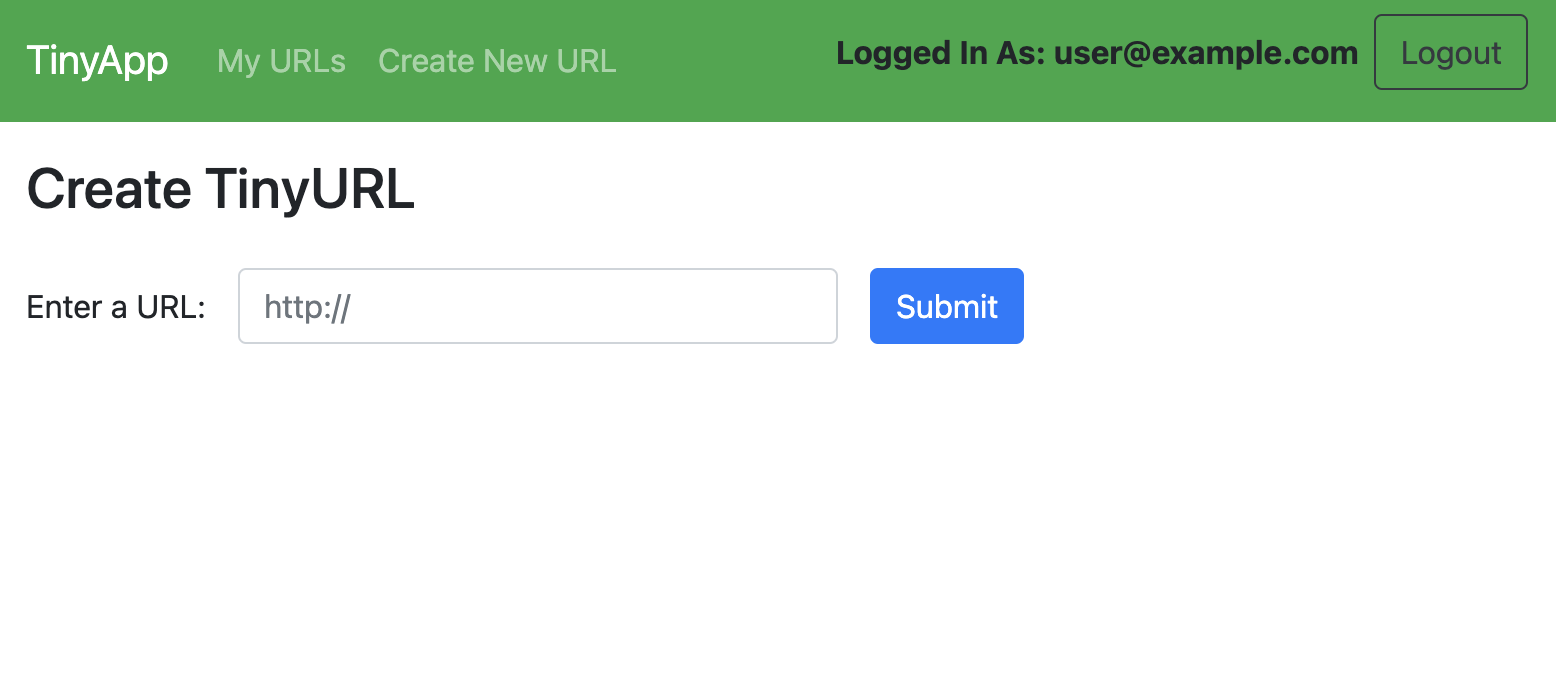 TinyApp My URLs Create New URL Logged In As: user@example.com Logout
Create TinyURL
Enter a URL: http:// Submit